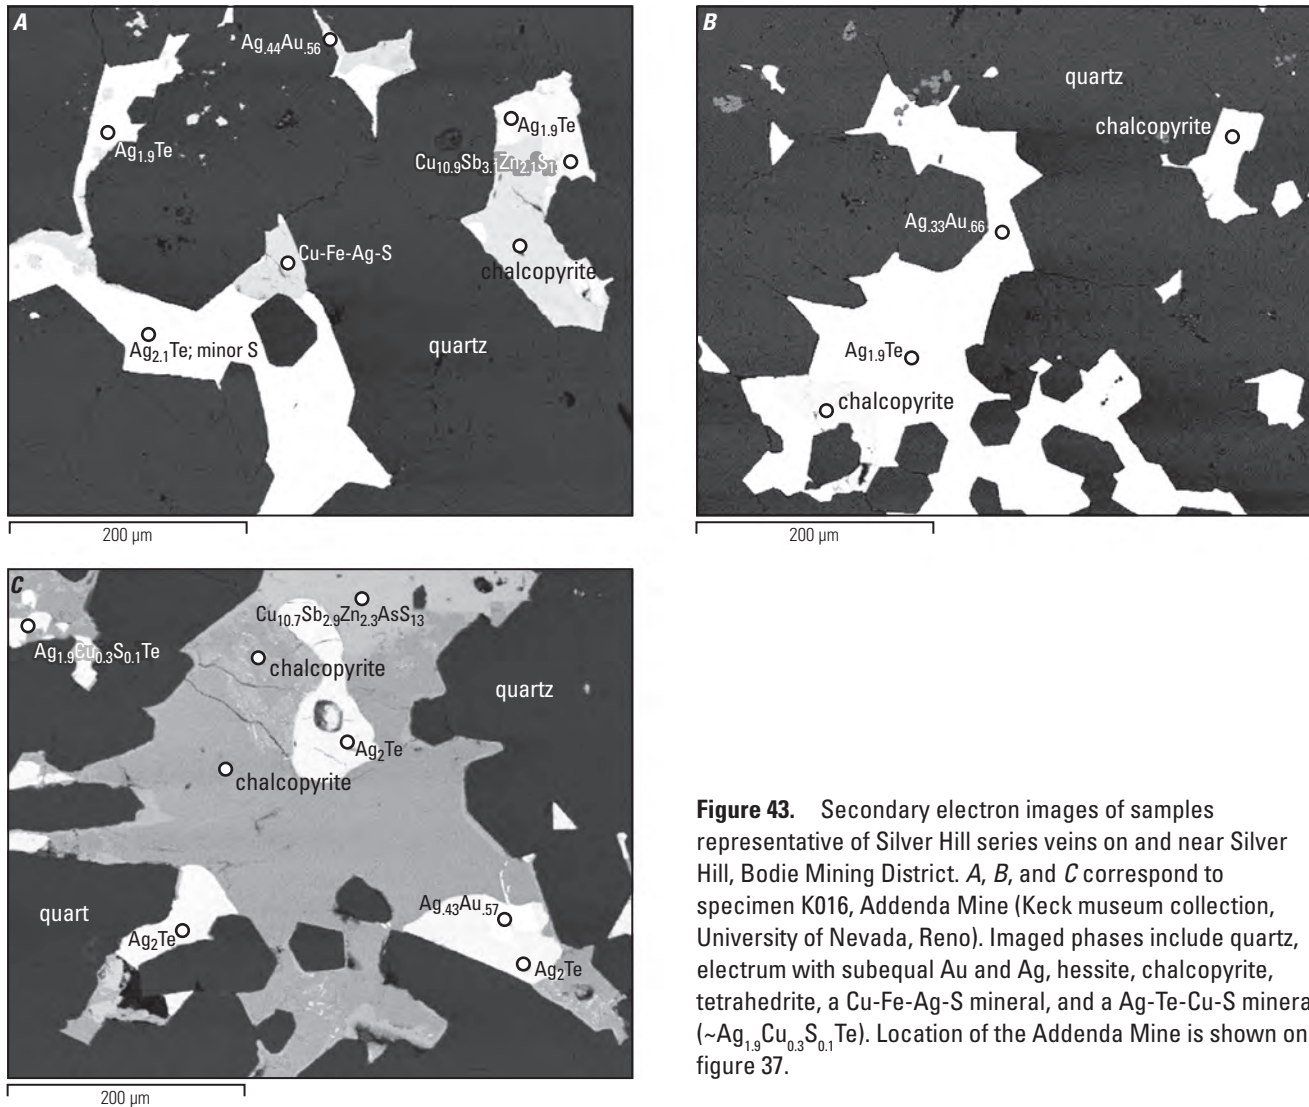 A
Ag.44Au.56
Ag1.9Te
Ag1.9Te
Cu10.9Sb3.1Zn2.1S1
Cu-Fe-Ag-S
chalcopyrite
Ag2.1Te; minor S
quartz
200 µm
B
quartz
chalcopyrite
Ag.33Au.66
Ag1.9Te
chalcopyrite
200 µm
C
Cu10.7Sb2.9Zn2.3AsS13
Ag1.9Cu0.3S0.1Te
chalcopyrite
quartz
Ag2Te
chalcopyrite
quart
Ag.43Au.57
Ag2Te
Ag2Te
200 µm
Figure 43. Secondary electron images of samples
representative of Silver Hill series veins on and near Silver
Hill, Bodie Mining District. A, B, and C correspond to
specimen K016, Addenda Mine (Keck museum collection,
University of Nevada, Reno). Imaged phases include quartz,
electrum with subequal Au and Ag, hessite, chalcopyrite,
tetrahedrite, a Cu-Fe-Ag-S mineral, and a Ag-Te-Cu-S minera
(~Ag1.9Cu0.3S0.1Te). Location of the Addenda Mine is shown on
figure 37.